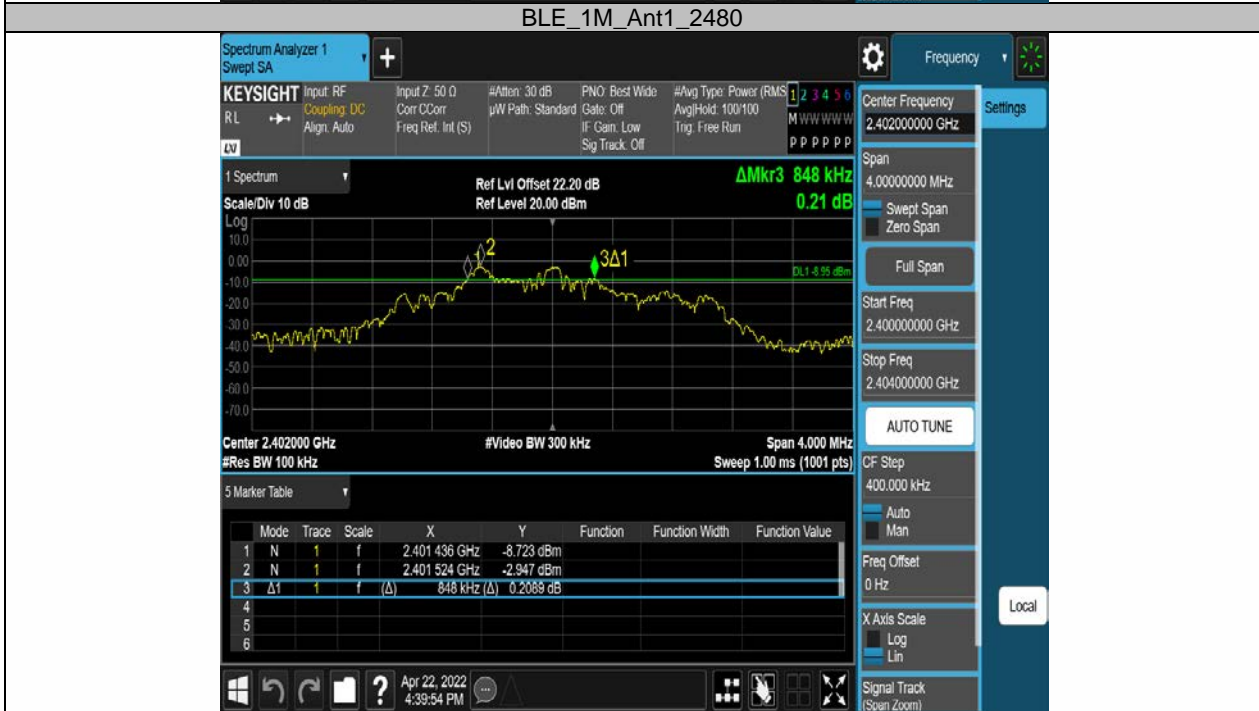 BLE_1M_Ant1_2480
Spectrum Analyzer 1
Swept SA
Frequency
KEYSIGHT
RL
LXI
Input: RF
Coupling: DC
Align: Auto
Input Z: 50 Ω
Corr CCorr
Freq Ref: Int (S)
#Atten: 30 dB
µW Path: Standard
PNO: Best Wide
Gate: Off
IF Gain: Low
Sig Track: Off
#Avg Type: Power (RMS
Avg|Hold: 100/100
Trig: Free Run
1 2 3 4 5 6
M W W W W W
P P P P P P
1 Spectrum
Scale/Div 10 dB
Ref Lvl Offset 22.20 dB
Ref Level 20.00 dBm
ΔMkr3 848 kHz
0.21 dB
Log
10.0
0.00
-10.0
-20.0
-30.0
-40.0
-50.0
-60.0
-70.0
1
2
3Δ1
DL1 -8.95 dBm
Center 2.402000 GHz
#Res BW 100 kHz
#Video BW 300 kHz
Span 4.000 MHz
Sweep 1.00 ms (1001 pts)
5 Marker Table
Mode Trace Scale X Y Function Function Width Function Value
1 N 1 f 2.401 436 GHz -8.723 dBm
2 N 1 f 2.401 524 GHz -2.947 dBm
3 Δ1 1 f (Δ) 848 kHz (Δ) 0.2089 dB
4
5
6
Apr 22, 2022
4:39:54 PM
Center Frequency
2.402000000 GHz
Settings
Span
4.00000000 MHz
Swept Span
Zero Span
Full Span
Start Freq
2.400000000 GHz
Stop Freq
2.404000000 GHz
AUTO TUNE
CF Step
400.000 kHz
Auto
Man
Freq Offset
0 Hz
X Axis Scale
Log
Lin
Signal Track
(Span Zoom)
Local